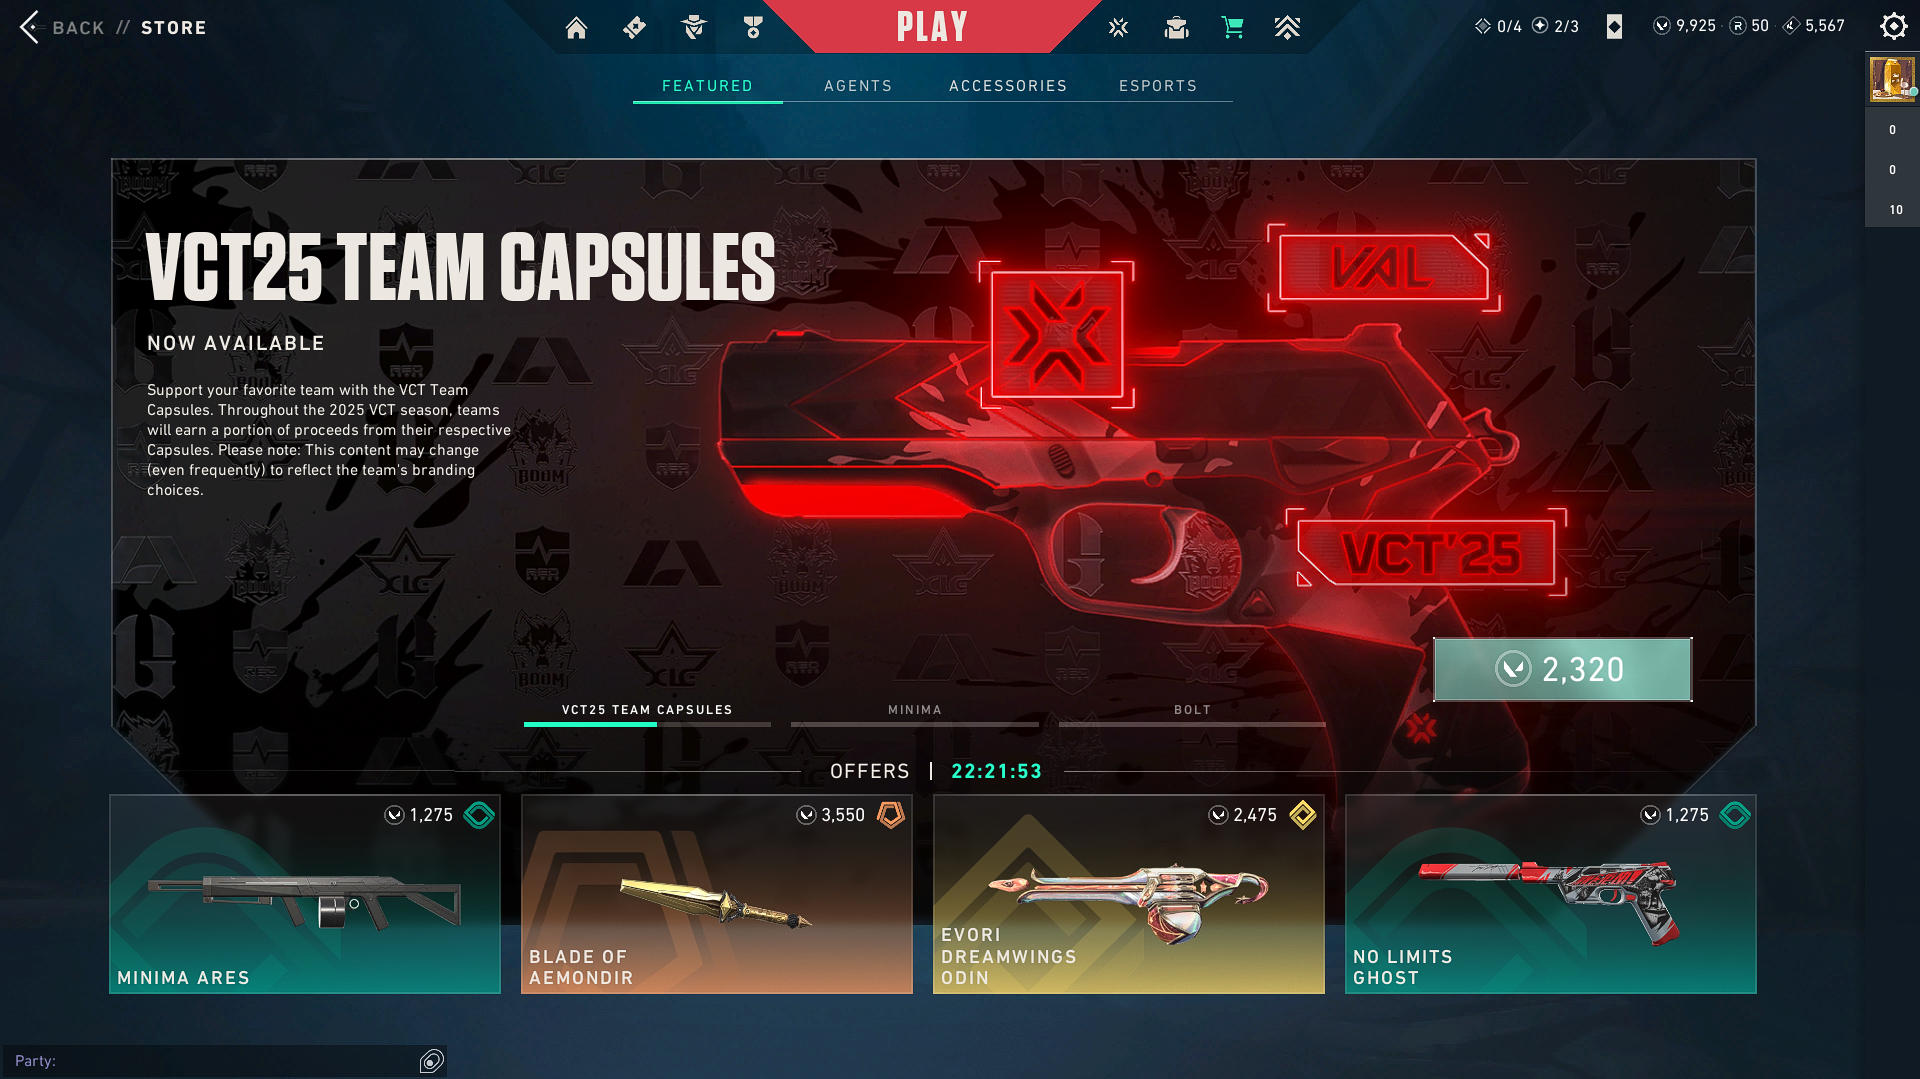 BACK // STORE
PLAY
0/4 2/3
9,925 50 5,567
FEATURED
AGENTS
ACCESSORIES
ESPORTS
0
0
10
VCT25 TEAM CAPSULES
NOW AVAILABLE
Support your favorite team with the VCT Team
Capsules. Throughout the 2025 VCT season, teams
will earn a portion of proceeds from their respective
Capsules. Please note: This content may change
(even frequently) to reflect the team's branding
choices.
VAL
VCT'25
2,320
VCT25 TEAM CAPSULES
MINIMA
BOLT
OFFERS | 22:21:53
1,275
MINIMA ARES
3,550
BLADE OF
AEMONDIR
2,475
EVORI
DREAMWINGS
ODIN
1,275
NO LIMITS
GHOST
Party: